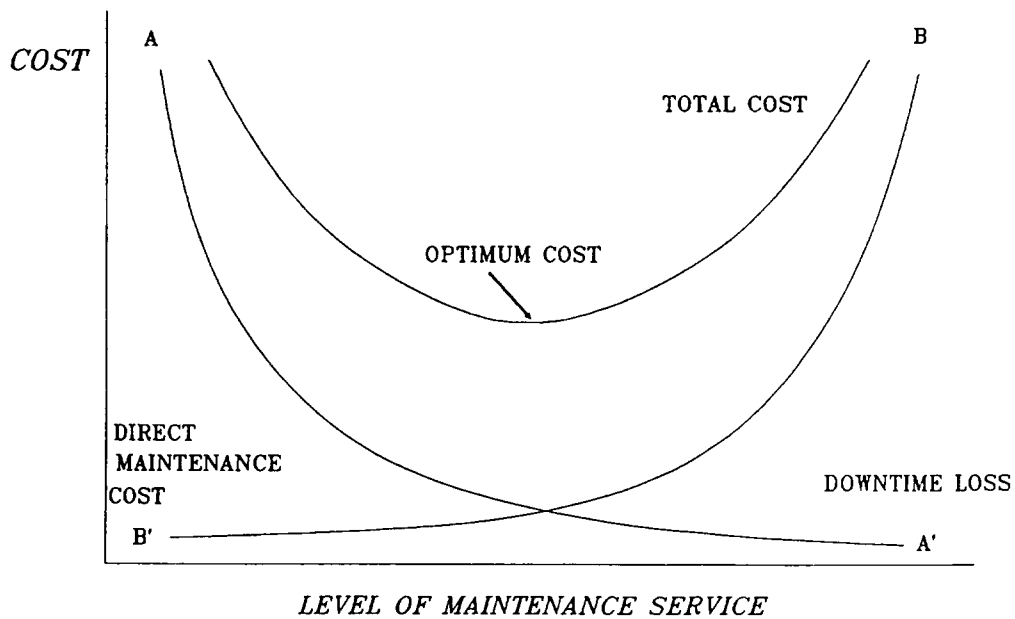 A
B
COST
TOTAL COST
OPTIMUM COST
DIRECT
MAINTENANCE
COST
DOWNTIME LOSS
B'
A'
LEVEL OF MAINTENANCE SERVICE